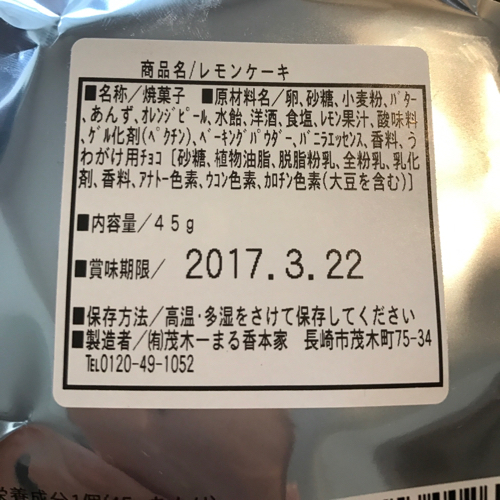 商品名/レモンケーキ
■名称/焼菓子 ■原材料名/卵、砂糖、小麦粉、バター
、あんず、オレンジピール、水飴、洋酒、食塩、レモン果汁、酸味料
、ゲル化剤(ペクチン)、ベーキングパウダー、バニラエッセンス、香料、う
わがけ用チョコ [砂糖、植物油脂、脱脂粉乳、全粉乳、乳化
剤、香料、アナトー色素、ウコン色素、カロチン色素(大豆を含む)]
■内容量/45g
■賞味期限/ 2017.3.22
■保存方法/高温・多湿をさけて保存してください
■製造者/㈲茂木一まる香本家 長崎市茂木町75-34
℡0120-49-1052
栄養成分1個